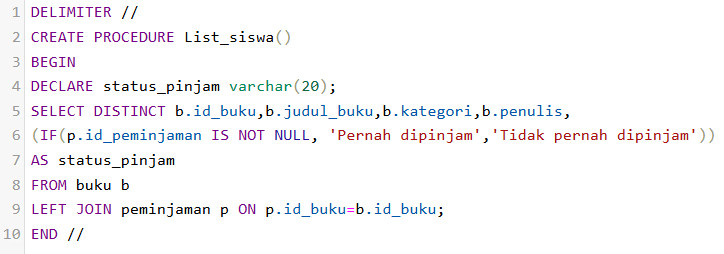 1 DELIMITER //
2 CREATE PROCEDURE List_siswa()
3 BEGIN
4 DECLARE status_pinjam varchar(20);
5 SELECT DISTINCT b.id_buku,b.judul_buku,b.kategori,b.penulis,
6 (IF(p.id_peminjaman IS NOT NULL, 'Pernah dipinjam','Tidak pernah dipinjam'))
7 AS status_pinjam
8 FROM buku b
9 LEFT JOIN peminjaman p ON p.id_buku=b.id_buku;
10 END //